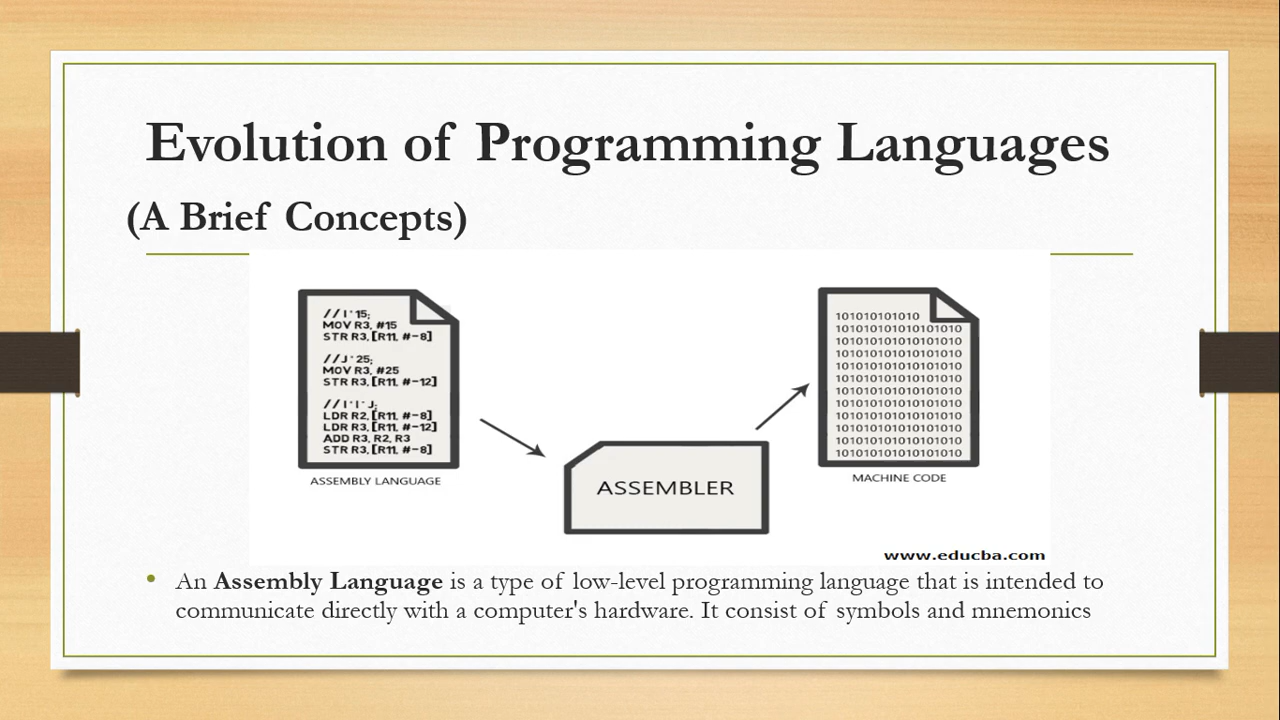 Evolution of Programming Languages
(A Brief Concepts)
// I ' 15;
MOV R3, #15
STR R3, [R11, #-8]
// J ' 25;
MOV R3, #25
STR R3, [R11, #-12]
// I ' I ' J;
LDR R2, [R11, #-8]
LDR R3, [R11, #-12]
ADD R3, R2, R3
STR R3, [R11, #-8]
ASSEMBLY LANGUAGE
ASSEMBLER
101010101010
101010101010101010
101010101010101010
101010101010101010
101010101010101010
101010101010101010
101010101010101010
101010101010101010
101010101010101010
101010101010101010
101010101010101010
101010101010101010
MACHINE CODE
www.educba.com
• An Assembly Language is a type of low-level programming language that is intended to
communicate directly with a computer's hardware. It consist of symbols and mnemonics